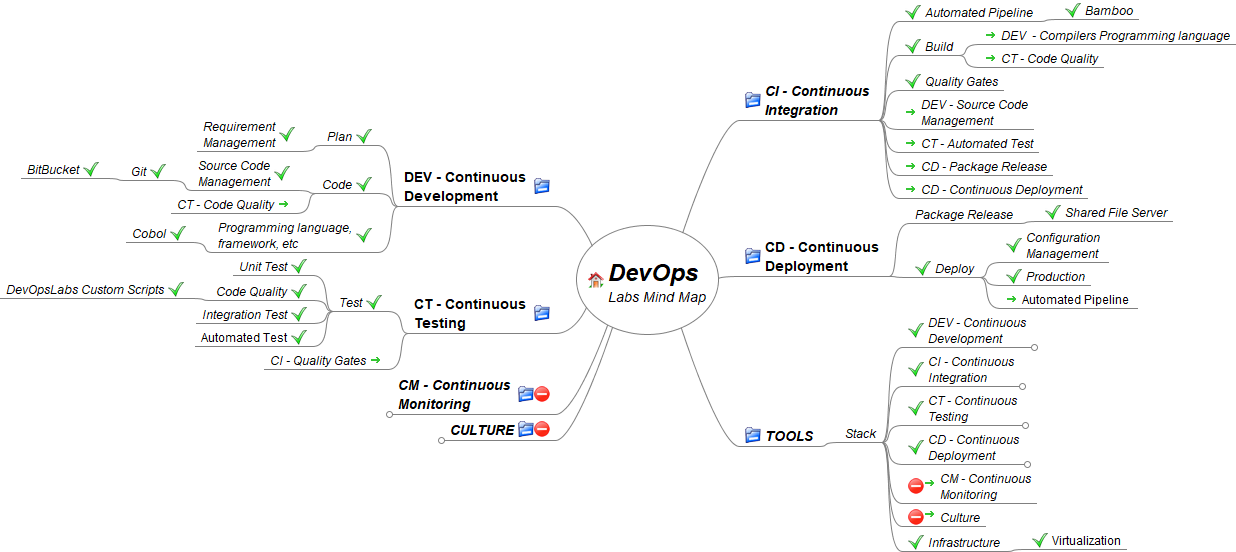 DevOps
Labs Mind Map
CI - Continuous
Integration
Automated Pipeline
Bamboo
Build
DEV - Compilers Programming language
CT - Code Quality
Quality Gates
DEV - Source Code
Management
CT - Automated Test
CD - Package Release
CD - Continuous Deployment
CD - Continuous
Deployment
Package Release
Shared File Server
Deploy
Configuration
Management
Production
Automated Pipeline
TOOLS
Stack
DEV - Continuous
Development
CI - Continuous
Integration
CT - Continuous
Testing
CD - Continuous
Deployment
CM - Continuous
Monitoring
Culture
Infrastructure
Virtualization
DEV - Continuous
Development
Plan
Requirement
Management
Code
Source Code
Management
Git
BitBucket
CT - Code Quality
Programming language,
framework, etc
Cobol
CT - Continuous
Testing
Test
Unit Test
Code Quality
DevOpsLabs Custom Scripts
Integration Test
Automated Test
CI - Quality Gates
CM - Continuous
Monitoring
CULTURE